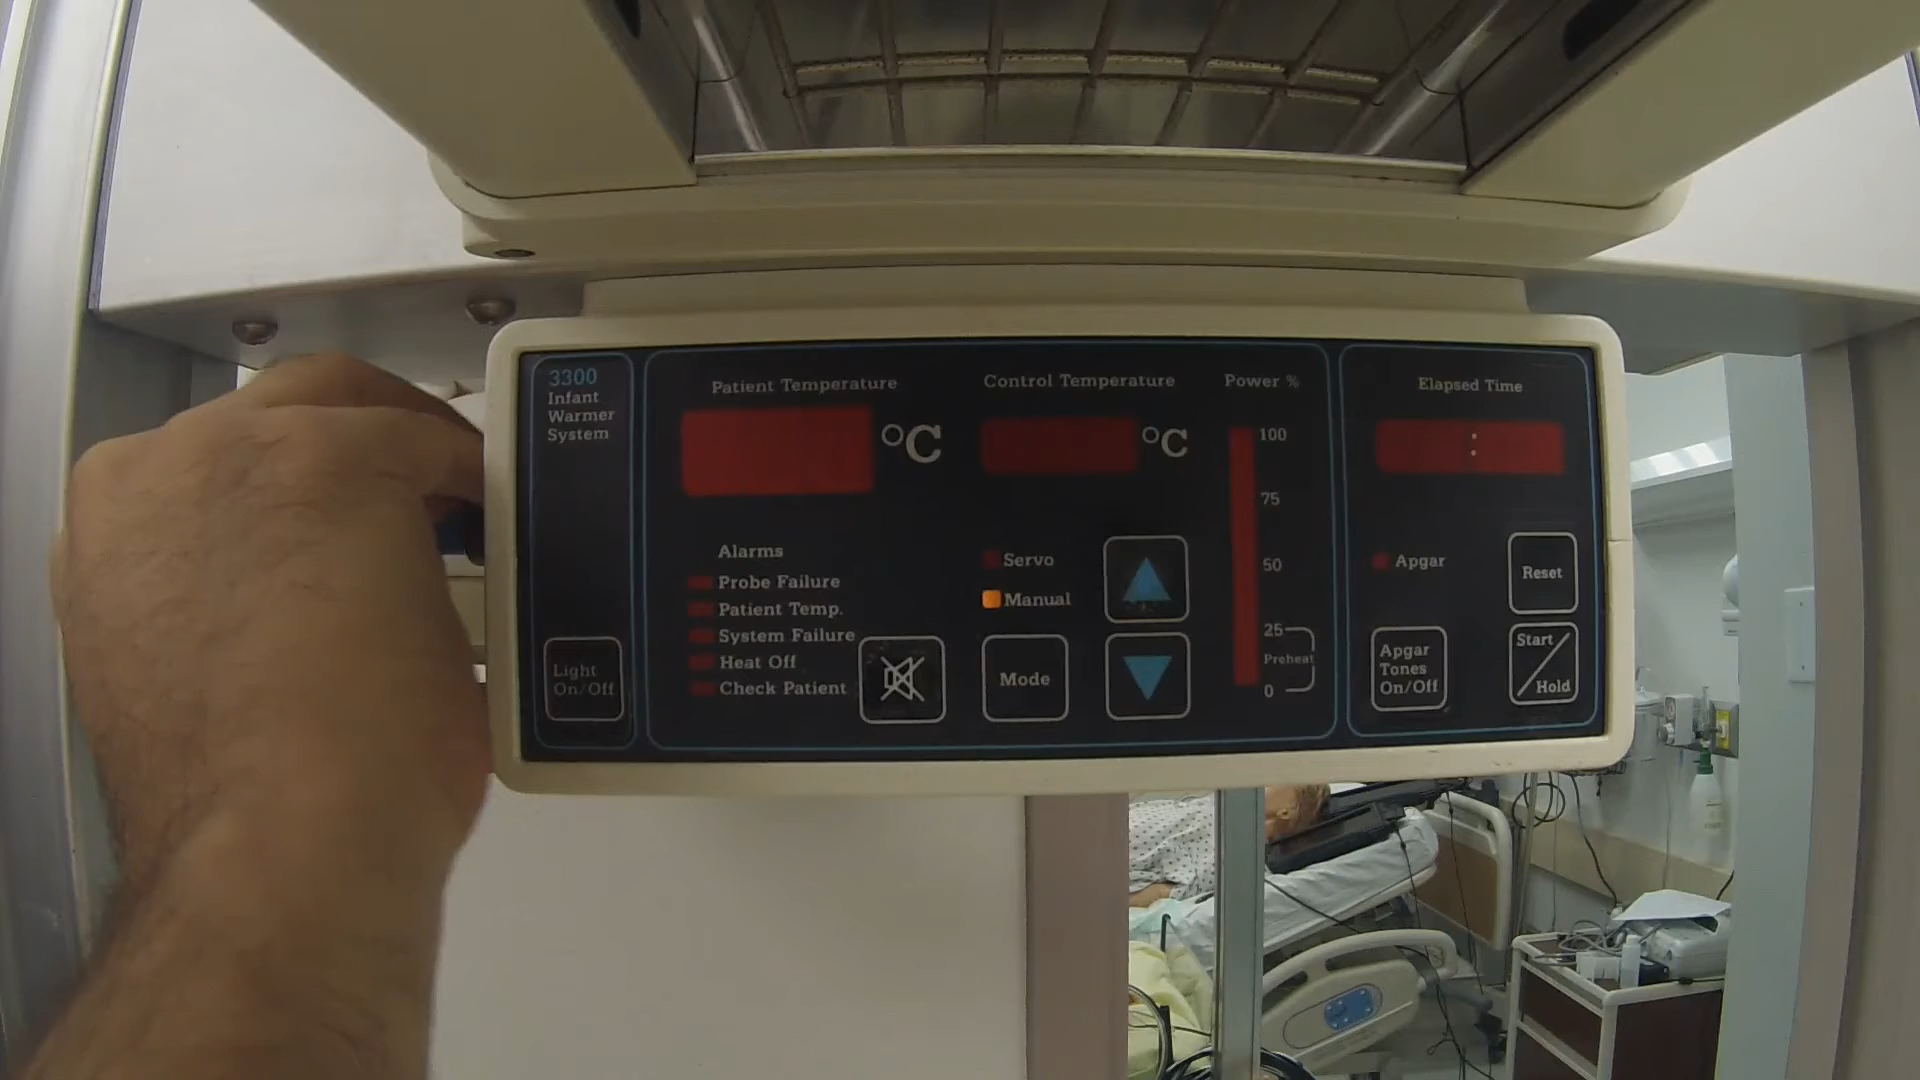 3300
Infant
Warmer
System
Light
On/Off
Patient Temperature
°C
Control Temperature
°C
Power %
100
75
50
25
Preheat
0
Alarms
Probe Failure
Patient Temp.
System Failure
Heat Off
Check Patient
Servo
Manual
Mode
Elapsed Time
:
Apgar
Reset
Apgar
Tones
On/Off
Start/
Hold